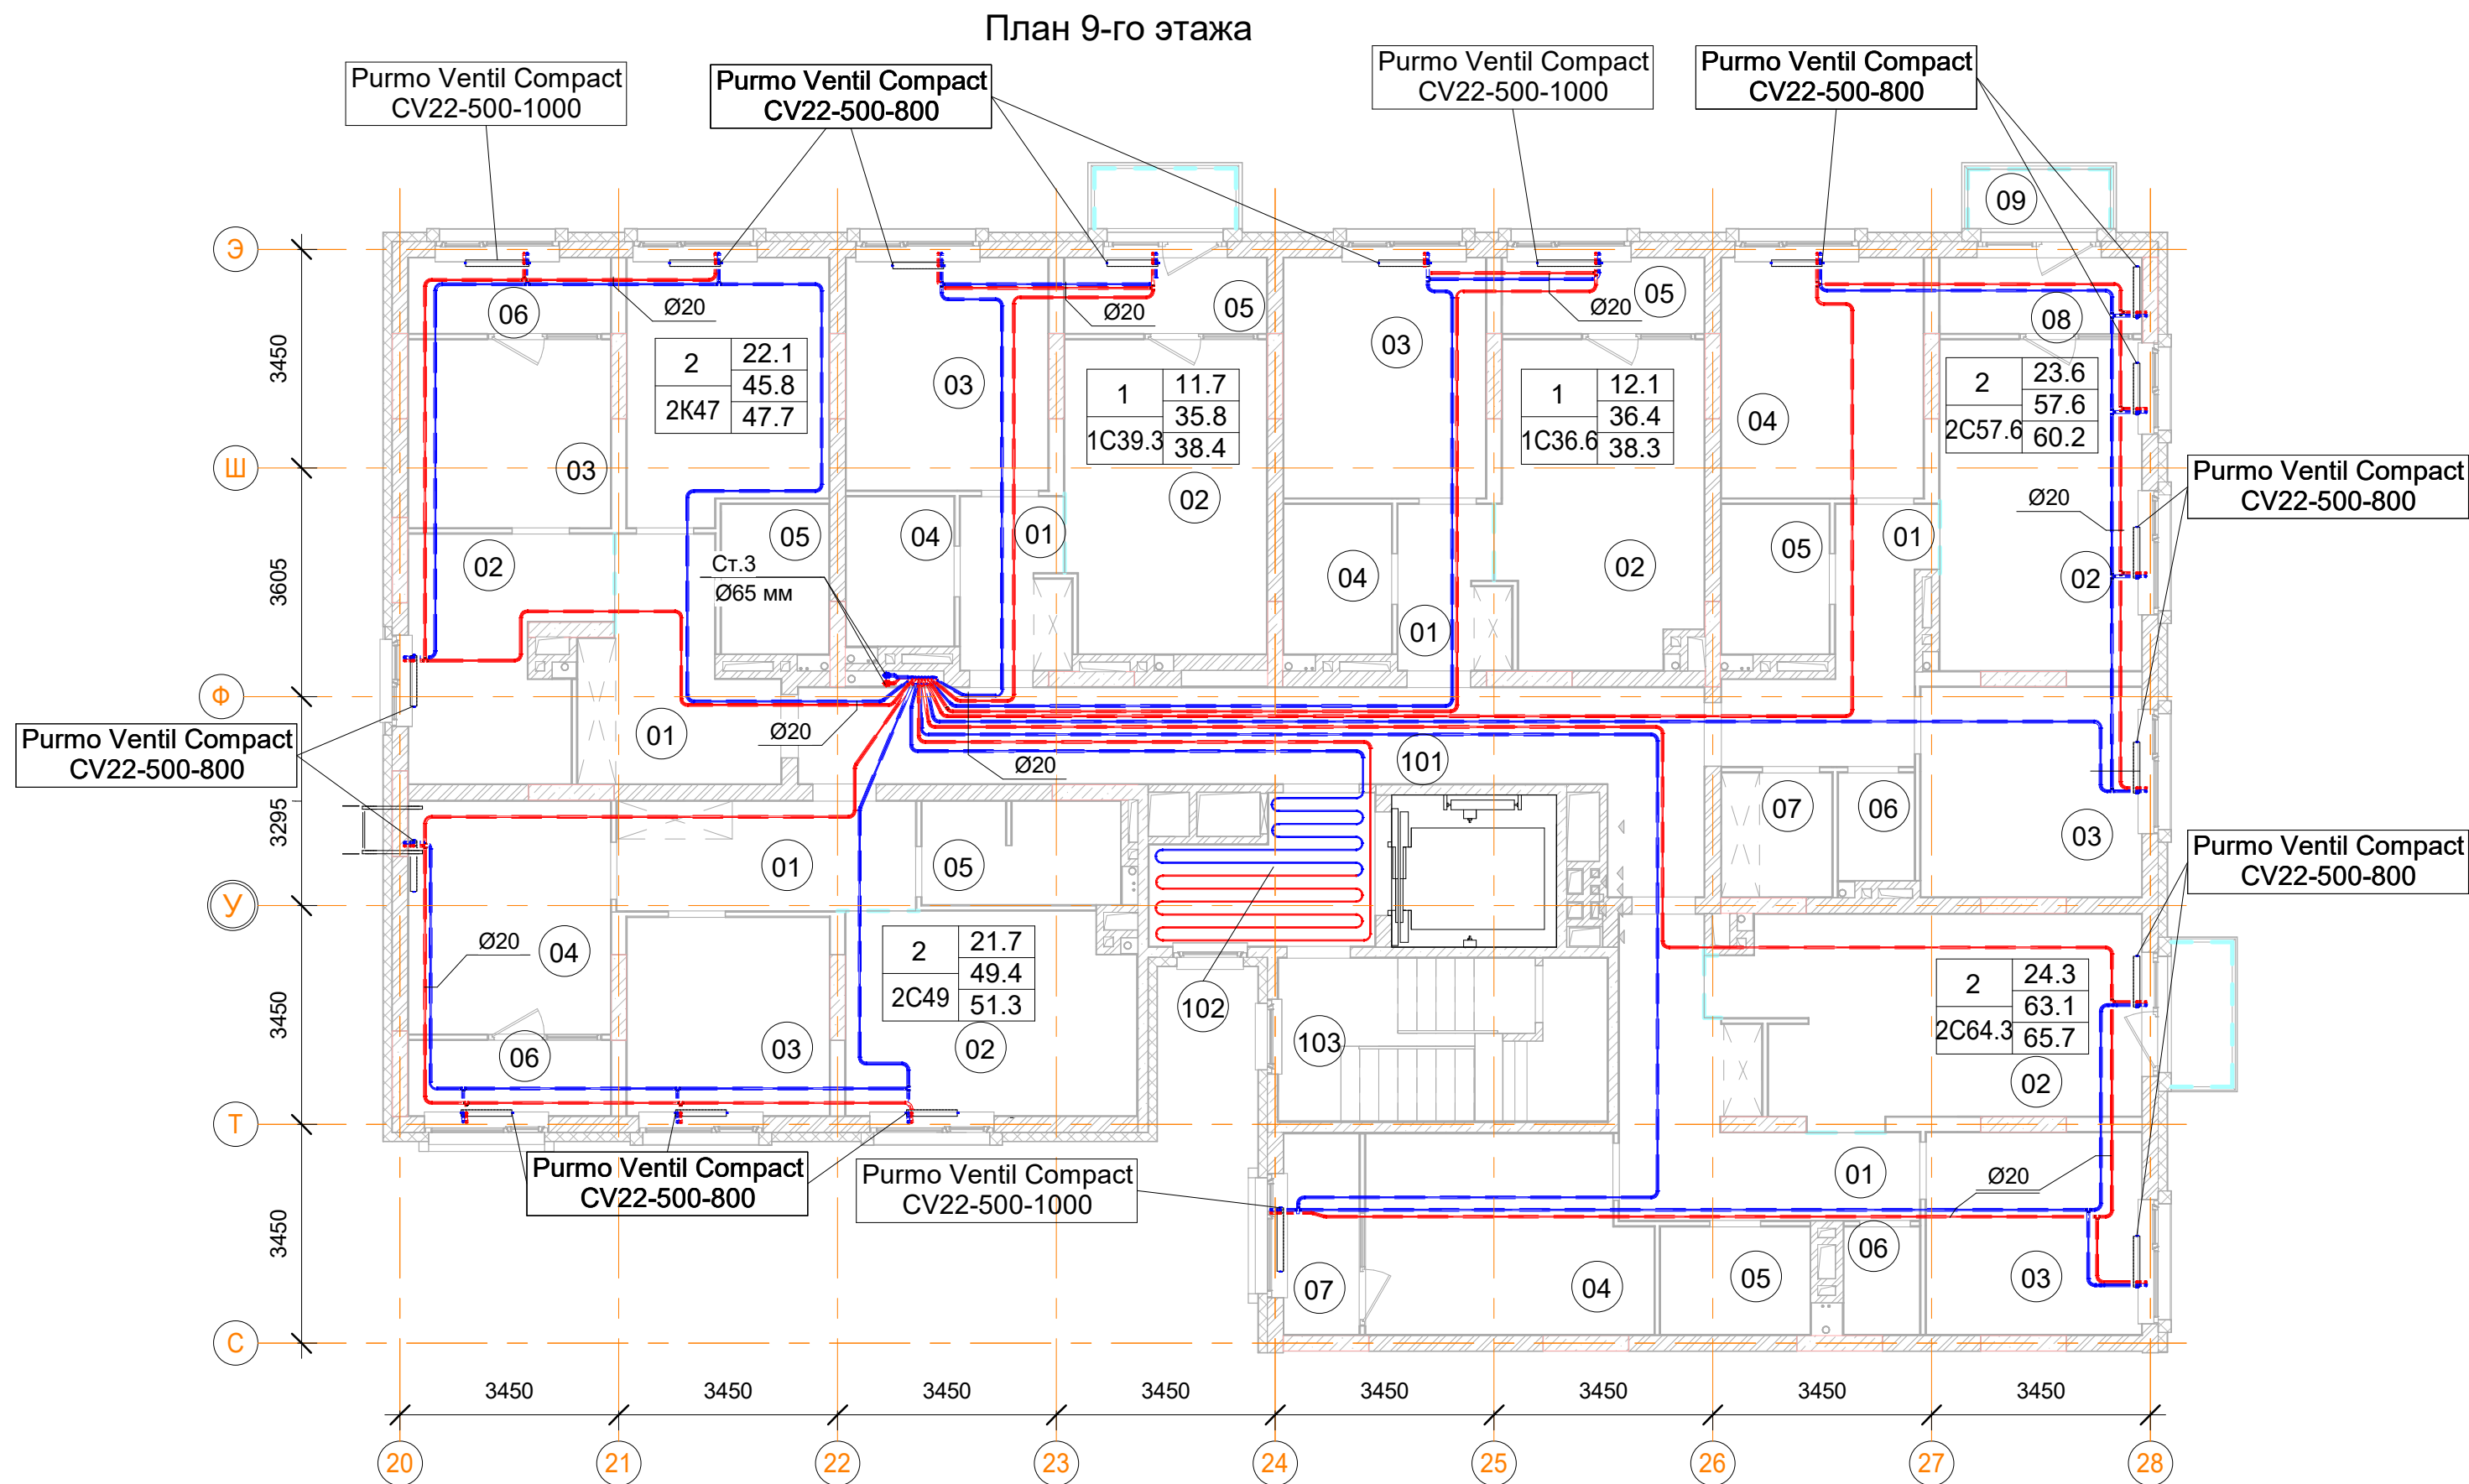 План 9-го этажа
Purmo Ventil Compact
CV22-500-1000
Purmo Ventil Compact
CV22-500-800
Purmo Ventil Compact
CV22-500-1000
Purmo Ventil Compact
CV22-500-800
09
Э
06
Ø20
05
Ø20
03
05
Ø20
08
3450
2
22.1
2К47
45.8
47.7
03
1
11.7
1С39.3
35.8
38.4
1
12.1
1С36.6
36.4
38.3
04
2
23.6
2С57.6
57.6
60.2
Ш
03
02
Purmo Ventil Compact
CV22-500-800
Ø20
3605
02
05
04
01
04
02
05
01
02
Ст.3
Ø65 мм
01
Ф
01
Ø20
Ø20
101
Purmo Ventil Compact
CV22-500-800
3295
01
05
07
06
03
Purmo Ventil Compact
CV22-500-800
У
Ø20
04
2
21.7
2С49
49.4
51.3
102
2
24.3
2С64.3
63.1
65.7
3450
06
03
02
103
02
Т
Purmo Ventil Compact
CV22-500-800
Purmo Ventil Compact
CV22-500-1000
01
Ø20
3450
07
04
05
06
03
С
3450
3450
3450
3450
3450
3450
3450
3450
20
21
22
23
24
25
26
27
28